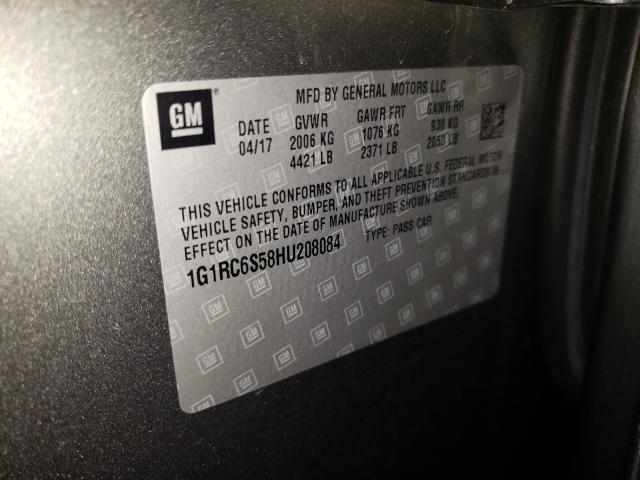 GM
MFD BY GENERAL MOTORS LLC
DATE GVWR GAWR FRT GAWR RR
04/17 2006 KG 1076 KG 930 KG
4421 LB 2371 LB 2050 LB
THIS VEHICLE CONFORMS TO ALL APPLICABLE U.S. FEDERAL MOTOR
VEHICLE SAFETY, BUMPER, AND THEFT PREVENTION STANDARDS IN
EFFECT ON THE DATE OF MANUFACTURE SHOWN ABOVE.
1G1RC6S58HU208084 TYPE: PASS CAR